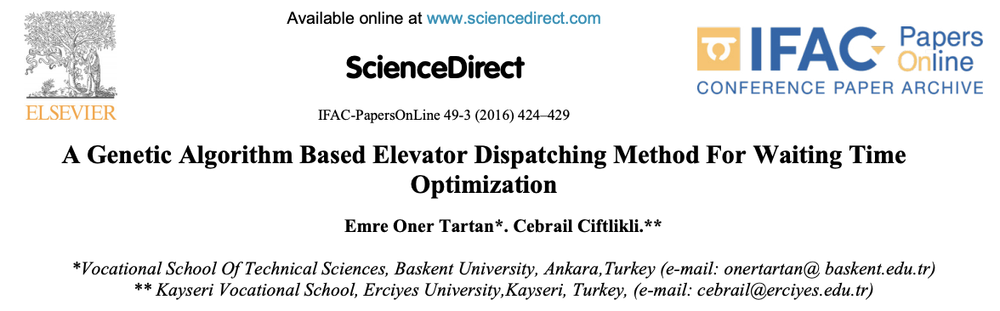 Available online at www.sciencedirect.com
ScienceDirect
ELSEVIER
IFAC Papers
OnLine
CONFERENCE PAPER ARCHIVE
IFAC-PapersOnLine 49-3 (2016) 424–429
A Genetic Algorithm Based Elevator Dispatching Method For Waiting Time
Optimization
Emre Oner Tartan*. Cebrail Ciftlikli.**
*Vocational School Of Technical Sciences, Baskent University, Ankara,Turkey (e-mail: onertartan@ baskent.edu.tr)
** Kayseri Vocational School, Erciyes University,Kayseri, Turkey, (e-mail: cebrail@erciyes.edu.tr)